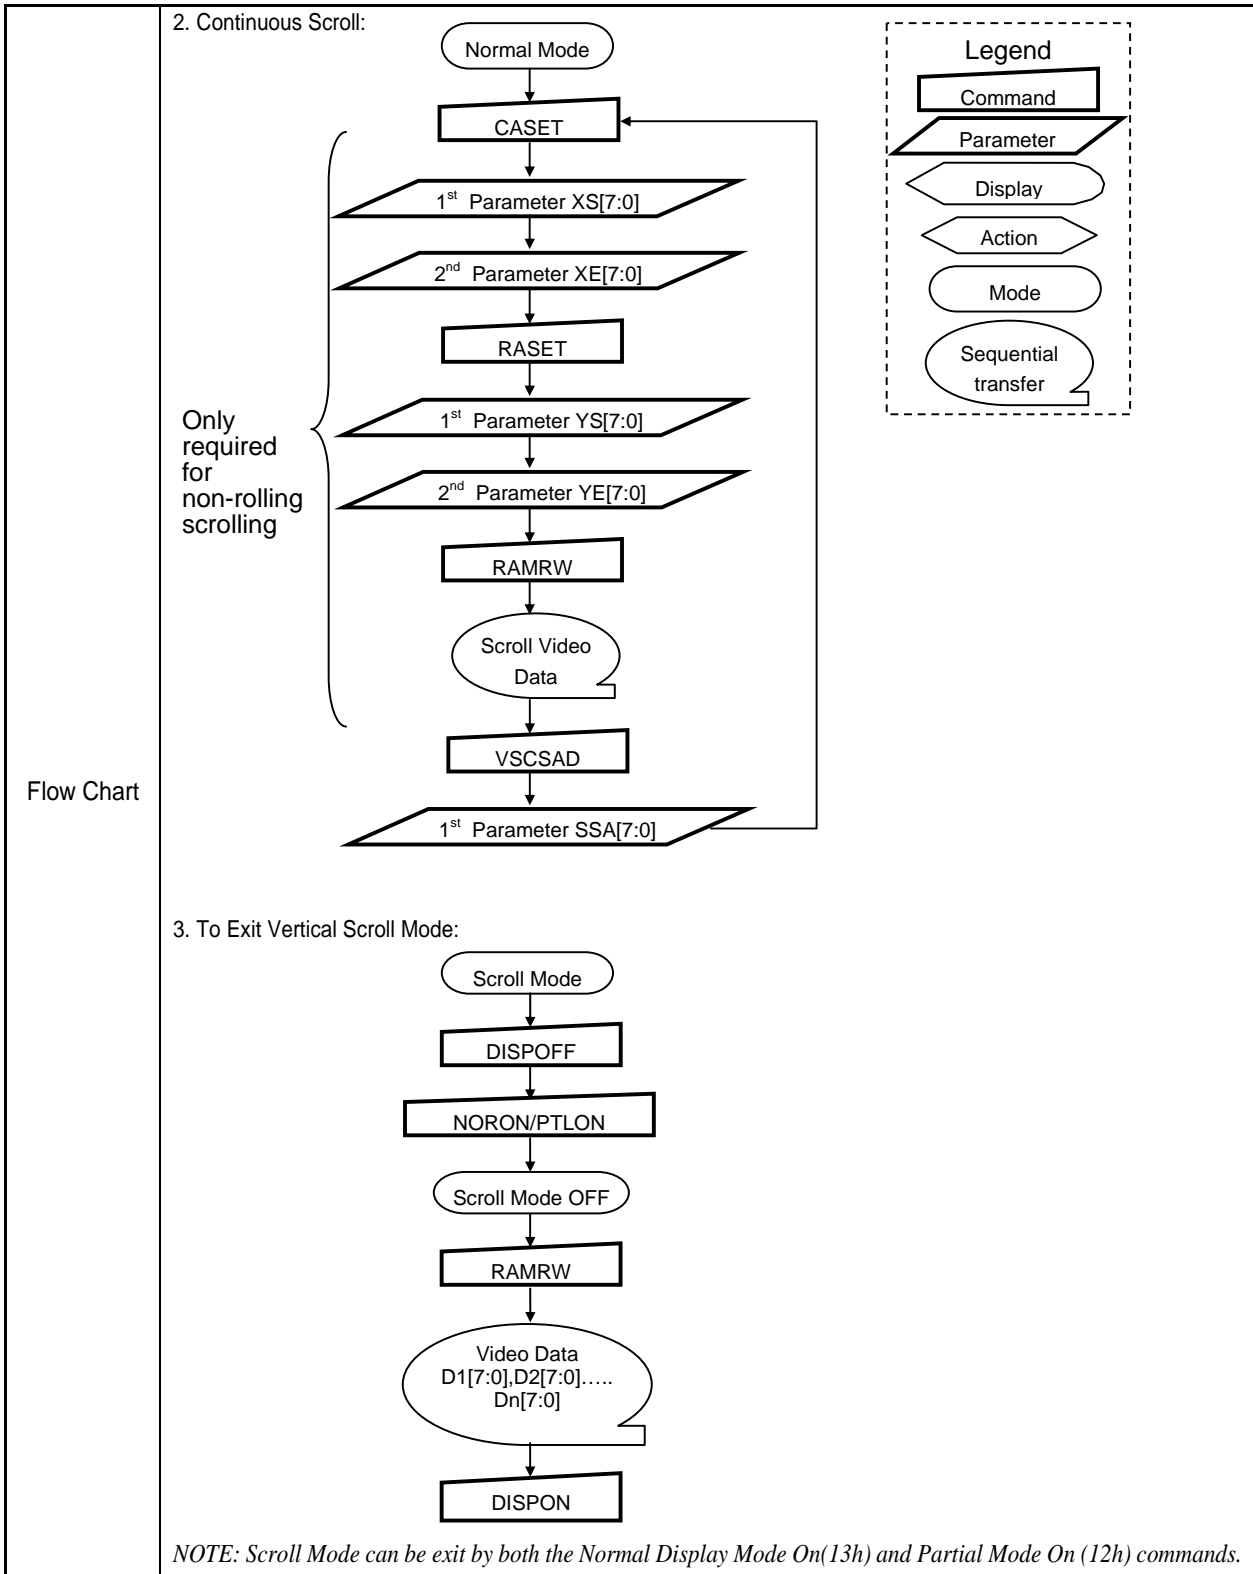 Flow Chart
2. Continuous Scroll:
Normal Mode
CASET
1st Parameter XS[7:0]
2nd Parameter XE[7:0]
RASET
1st Parameter YS[7:0]
2nd Parameter YE[7:0]
RAMRW
Scroll Video
Data
VSCSAD
1st Parameter SSA[7:0]
Only
required
for
non-rolling
scrolling
Legend
Command
Parameter
Display
Action
Mode
Sequential
transfer
3. To Exit Vertical Scroll Mode:
Scroll Mode
DISPOFF
NORON/PTLON
Scroll Mode OFF
RAMRW
Video Data
D1[7:0],D2[7:0].....
Dn[7:0]
DISPON
NOTE: Scroll Mode can be exit by both the Normal Display Mode On(13h) and Partial Mode On (12h) commands.